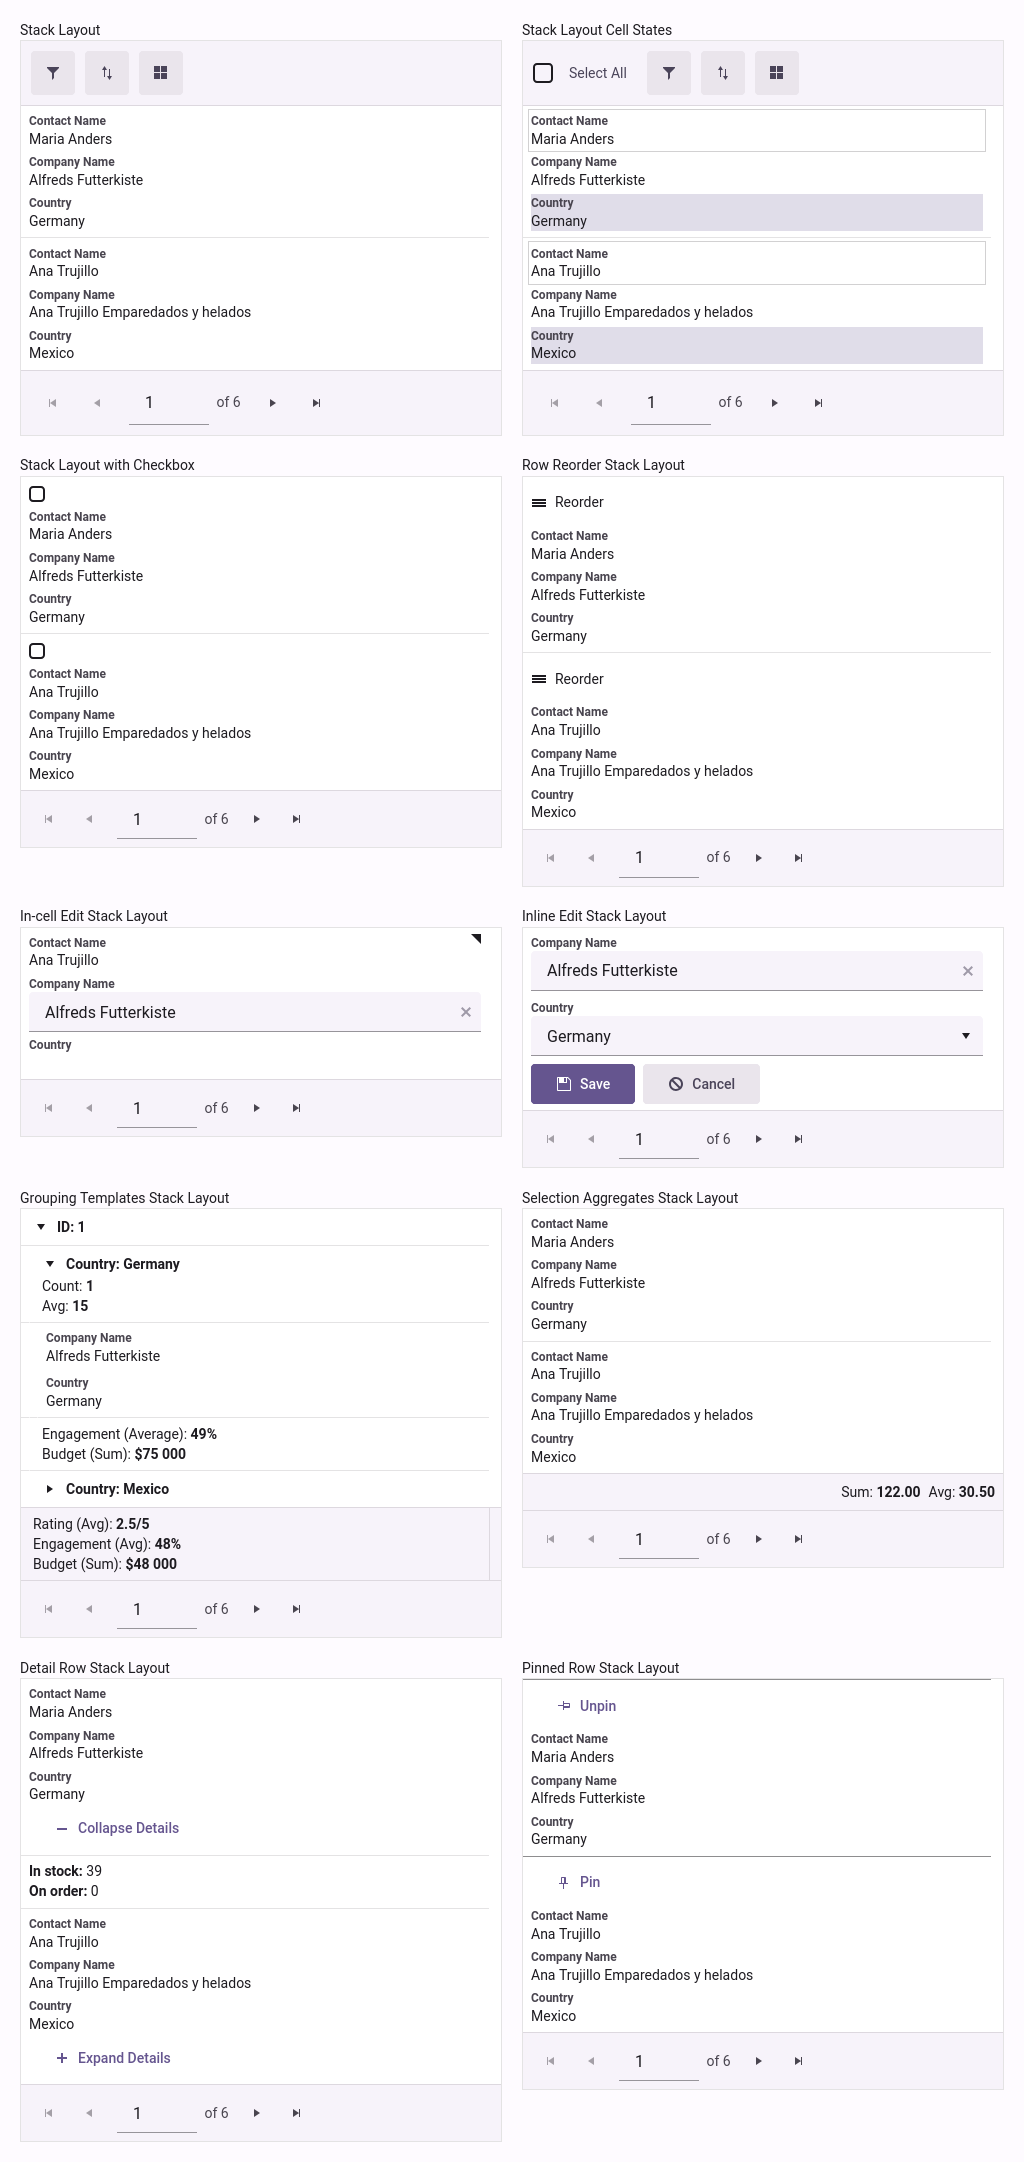 Stack Layout
Contact Name
Maria Anders
Company Name
Alfreds Futterkiste
Country
Germany
Contact Name
Ana Trujillo
Company Name
Ana Trujillo Emparedados y helados
Country
Mexico
1 of 6
Stack Layout Cell States
Select All
Contact Name
Maria Anders
Company Name
Alfreds Futterkiste
Country
Germany
Contact Name
Ana Trujillo
Company Name
Ana Trujillo Emparedados y helados
Country
Mexico
1 of 6
Stack Layout with Checkbox
Contact Name
Maria Anders
Company Name
Alfreds Futterkiste
Country
Germany
Contact Name
Ana Trujillo
Company Name
Ana Trujillo Emparedados y helados
Country
Mexico
1 of 6
Row Reorder Stack Layout
Reorder
Contact Name
Maria Anders
Company Name
Alfreds Futterkiste
Country
Germany
Reorder
Contact Name
Ana Trujillo
Company Name
Ana Trujillo Emparedados y helados
Country
Mexico
1 of 6
In-cell Edit Stack Layout
Contact Name
Ana Trujillo
Company Name
Alfreds Futterkiste
Country
1 of 6
Inline Edit Stack Layout
Company Name
Alfreds Futterkiste
Country
Germany
Save Cancel
1 of 6
Grouping Templates Stack Layout
ID: 1
Country: Germany
Count: 1
Avg: 15
Company Name
Alfreds Futterkiste
Country
Germany
Engagement (Average): 49%
Budget (Sum): $75 000
Country: Mexico
Rating (Avg): 2.5/5
Engagement (Avg): 48%
Budget (Sum): $48 000
1 of 6
Selection Aggregates Stack Layout
Contact Name
Maria Anders
Company Name
Alfreds Futterkiste
Country
Germany
Contact Name
Ana Trujillo
Company Name
Ana Trujillo Emparedados y helados
Country
Mexico
Sum: 122.00 Avg: 30.50
1 of 6
Detail Row Stack Layout
Contact Name
Maria Anders
Company Name
Alfreds Futterkiste
Country
Germany
Collapse Details
In stock: 39
On order: 0
Contact Name
Ana Trujillo
Company Name
Ana Trujillo Emparedados y helados
Country
Mexico
Expand Details
1 of 6
Pinned Row Stack Layout
Unpin
Contact Name
Maria Anders
Company Name
Alfreds Futterkiste
Country
Germany
Pin
Contact Name
Ana Trujillo
Company Name
Ana Trujillo Emparedados y helados
Country
Mexico
1 of 6